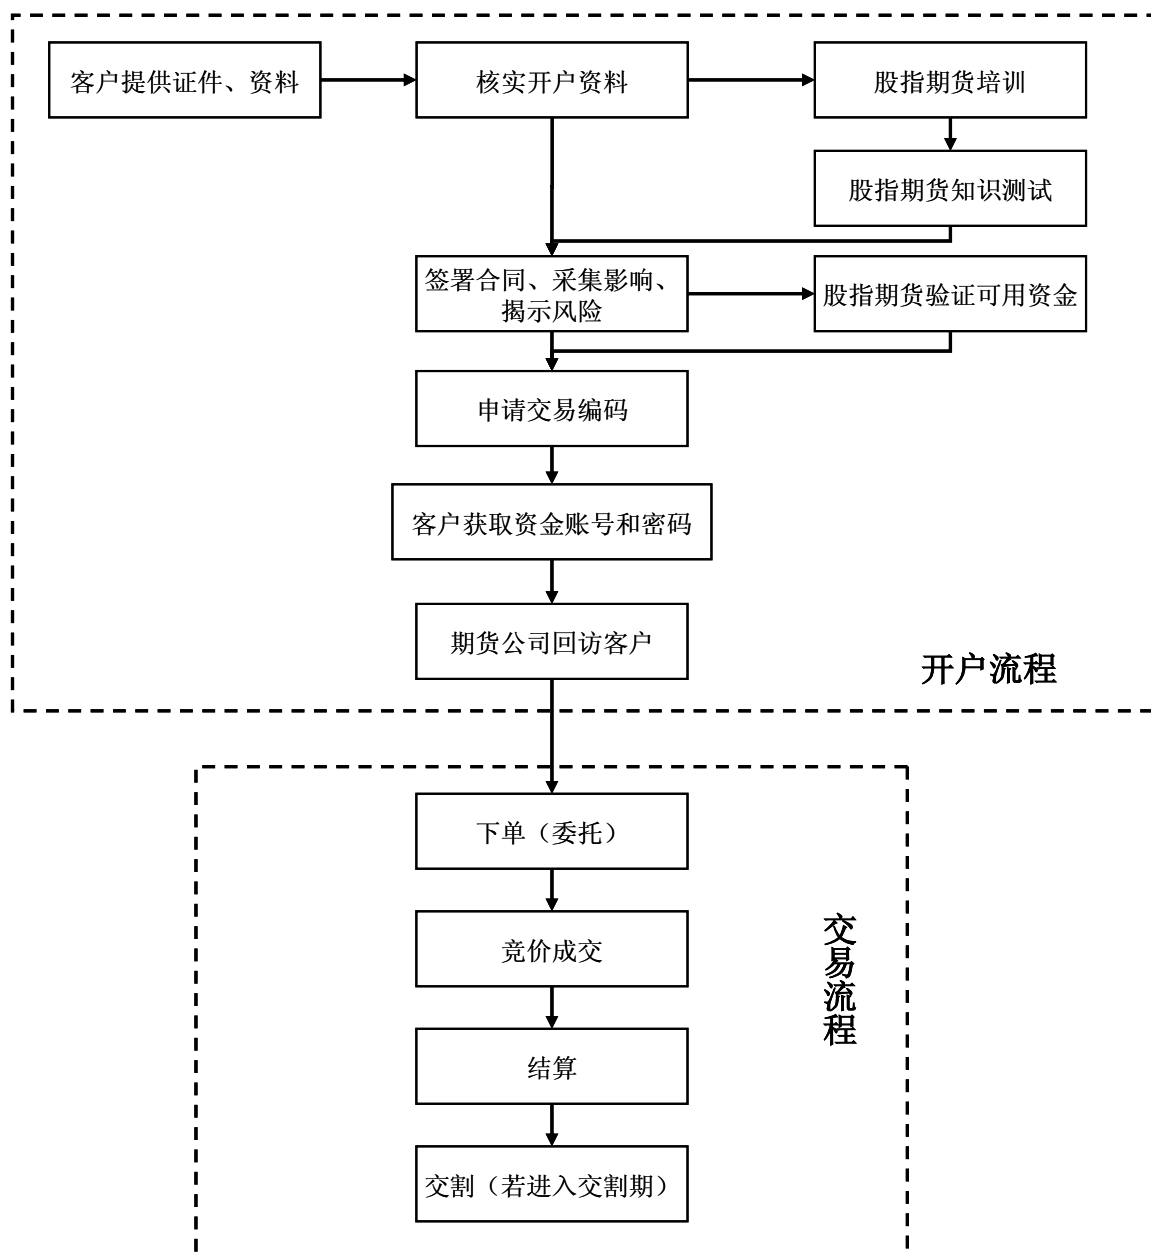 客户提供证件、资料
核实开户资料
股指期货培训
股指期货知识测试
签署合同、采集影响、
揭示风险
股指期货验证可用资金
申请交易编码
客户获取资金账号和密码
期货公司回访客户
开户流程
下单（委托）
竞价成交
交易流程
结算
交割（若进入交割期）